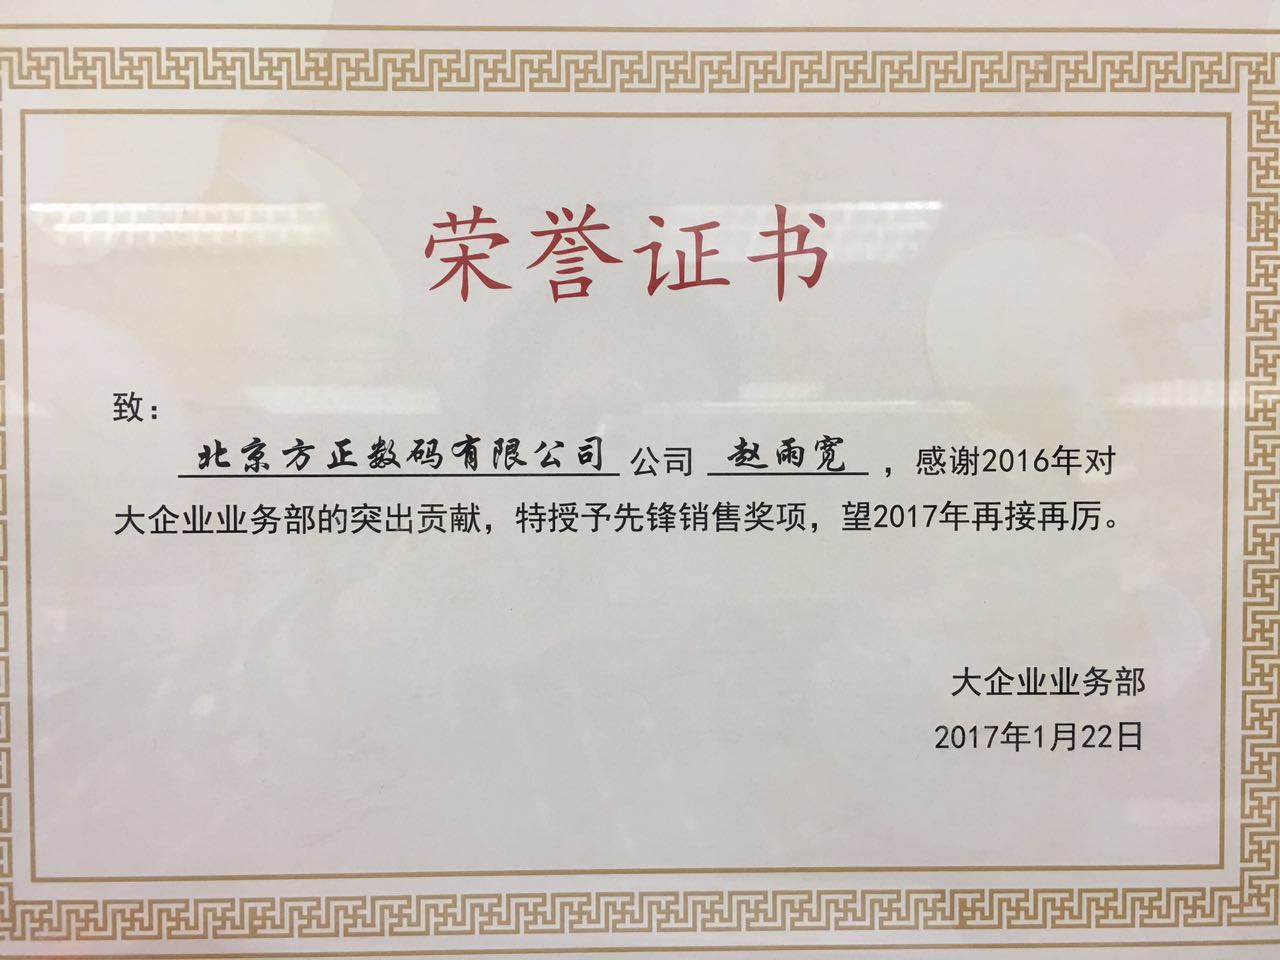 荣誉证书
致：
北京方正数码有限公司 公司 赵雨宽 ，感谢2016年对
大企业业务部的突出贡献，特授予先锋销售奖项，望2017年再接再厉。
大企业业务部
2017年1月22日